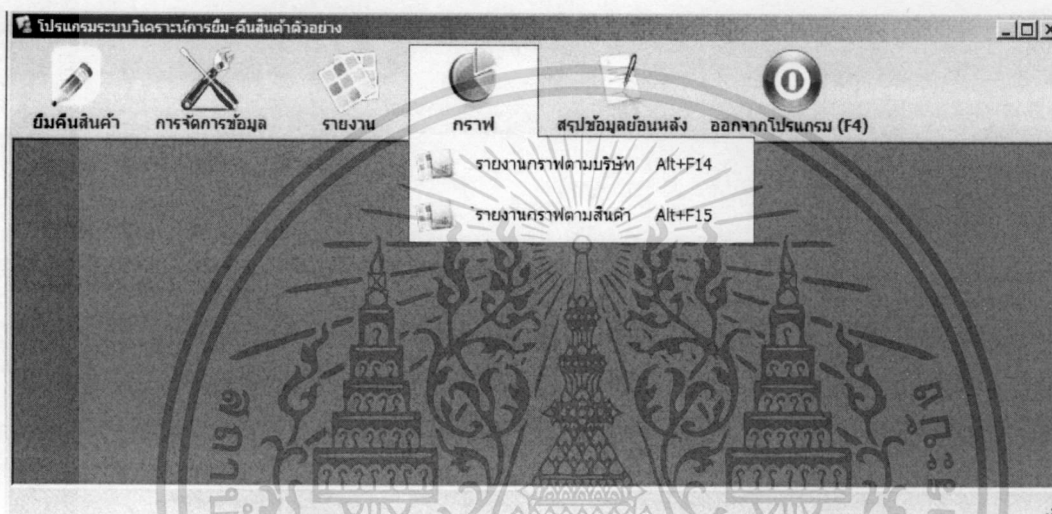 โปรแกรมระบบวิเคราะห์การยืม-คืนสินค้าตัวอย่าง
ยืมคืนสินค้า การจัดการข้อมูล รายงาน กราฟ สรุปข้อมูลย้อนหลัง ออกจากโปรแกรม (F4)
รายงานกราฟตามบริษัท Alt+F14
รายงานกราฟตามสินค้า Alt+F15